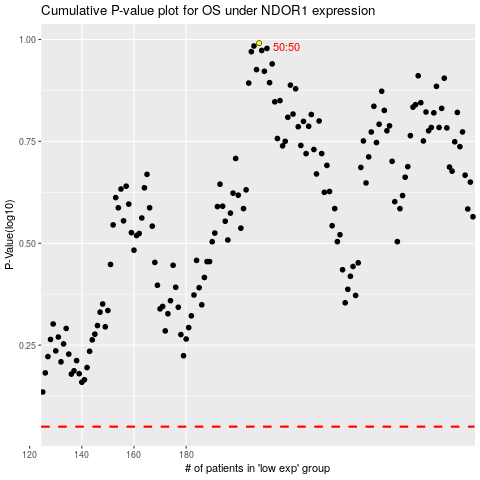 Cumulative P-value plot for OS under NDOR1 expression
1.00
50:50
0.75
0.50
0.25
P-Value(log10)
120 140 160 180
# of patients in 'low exp' group